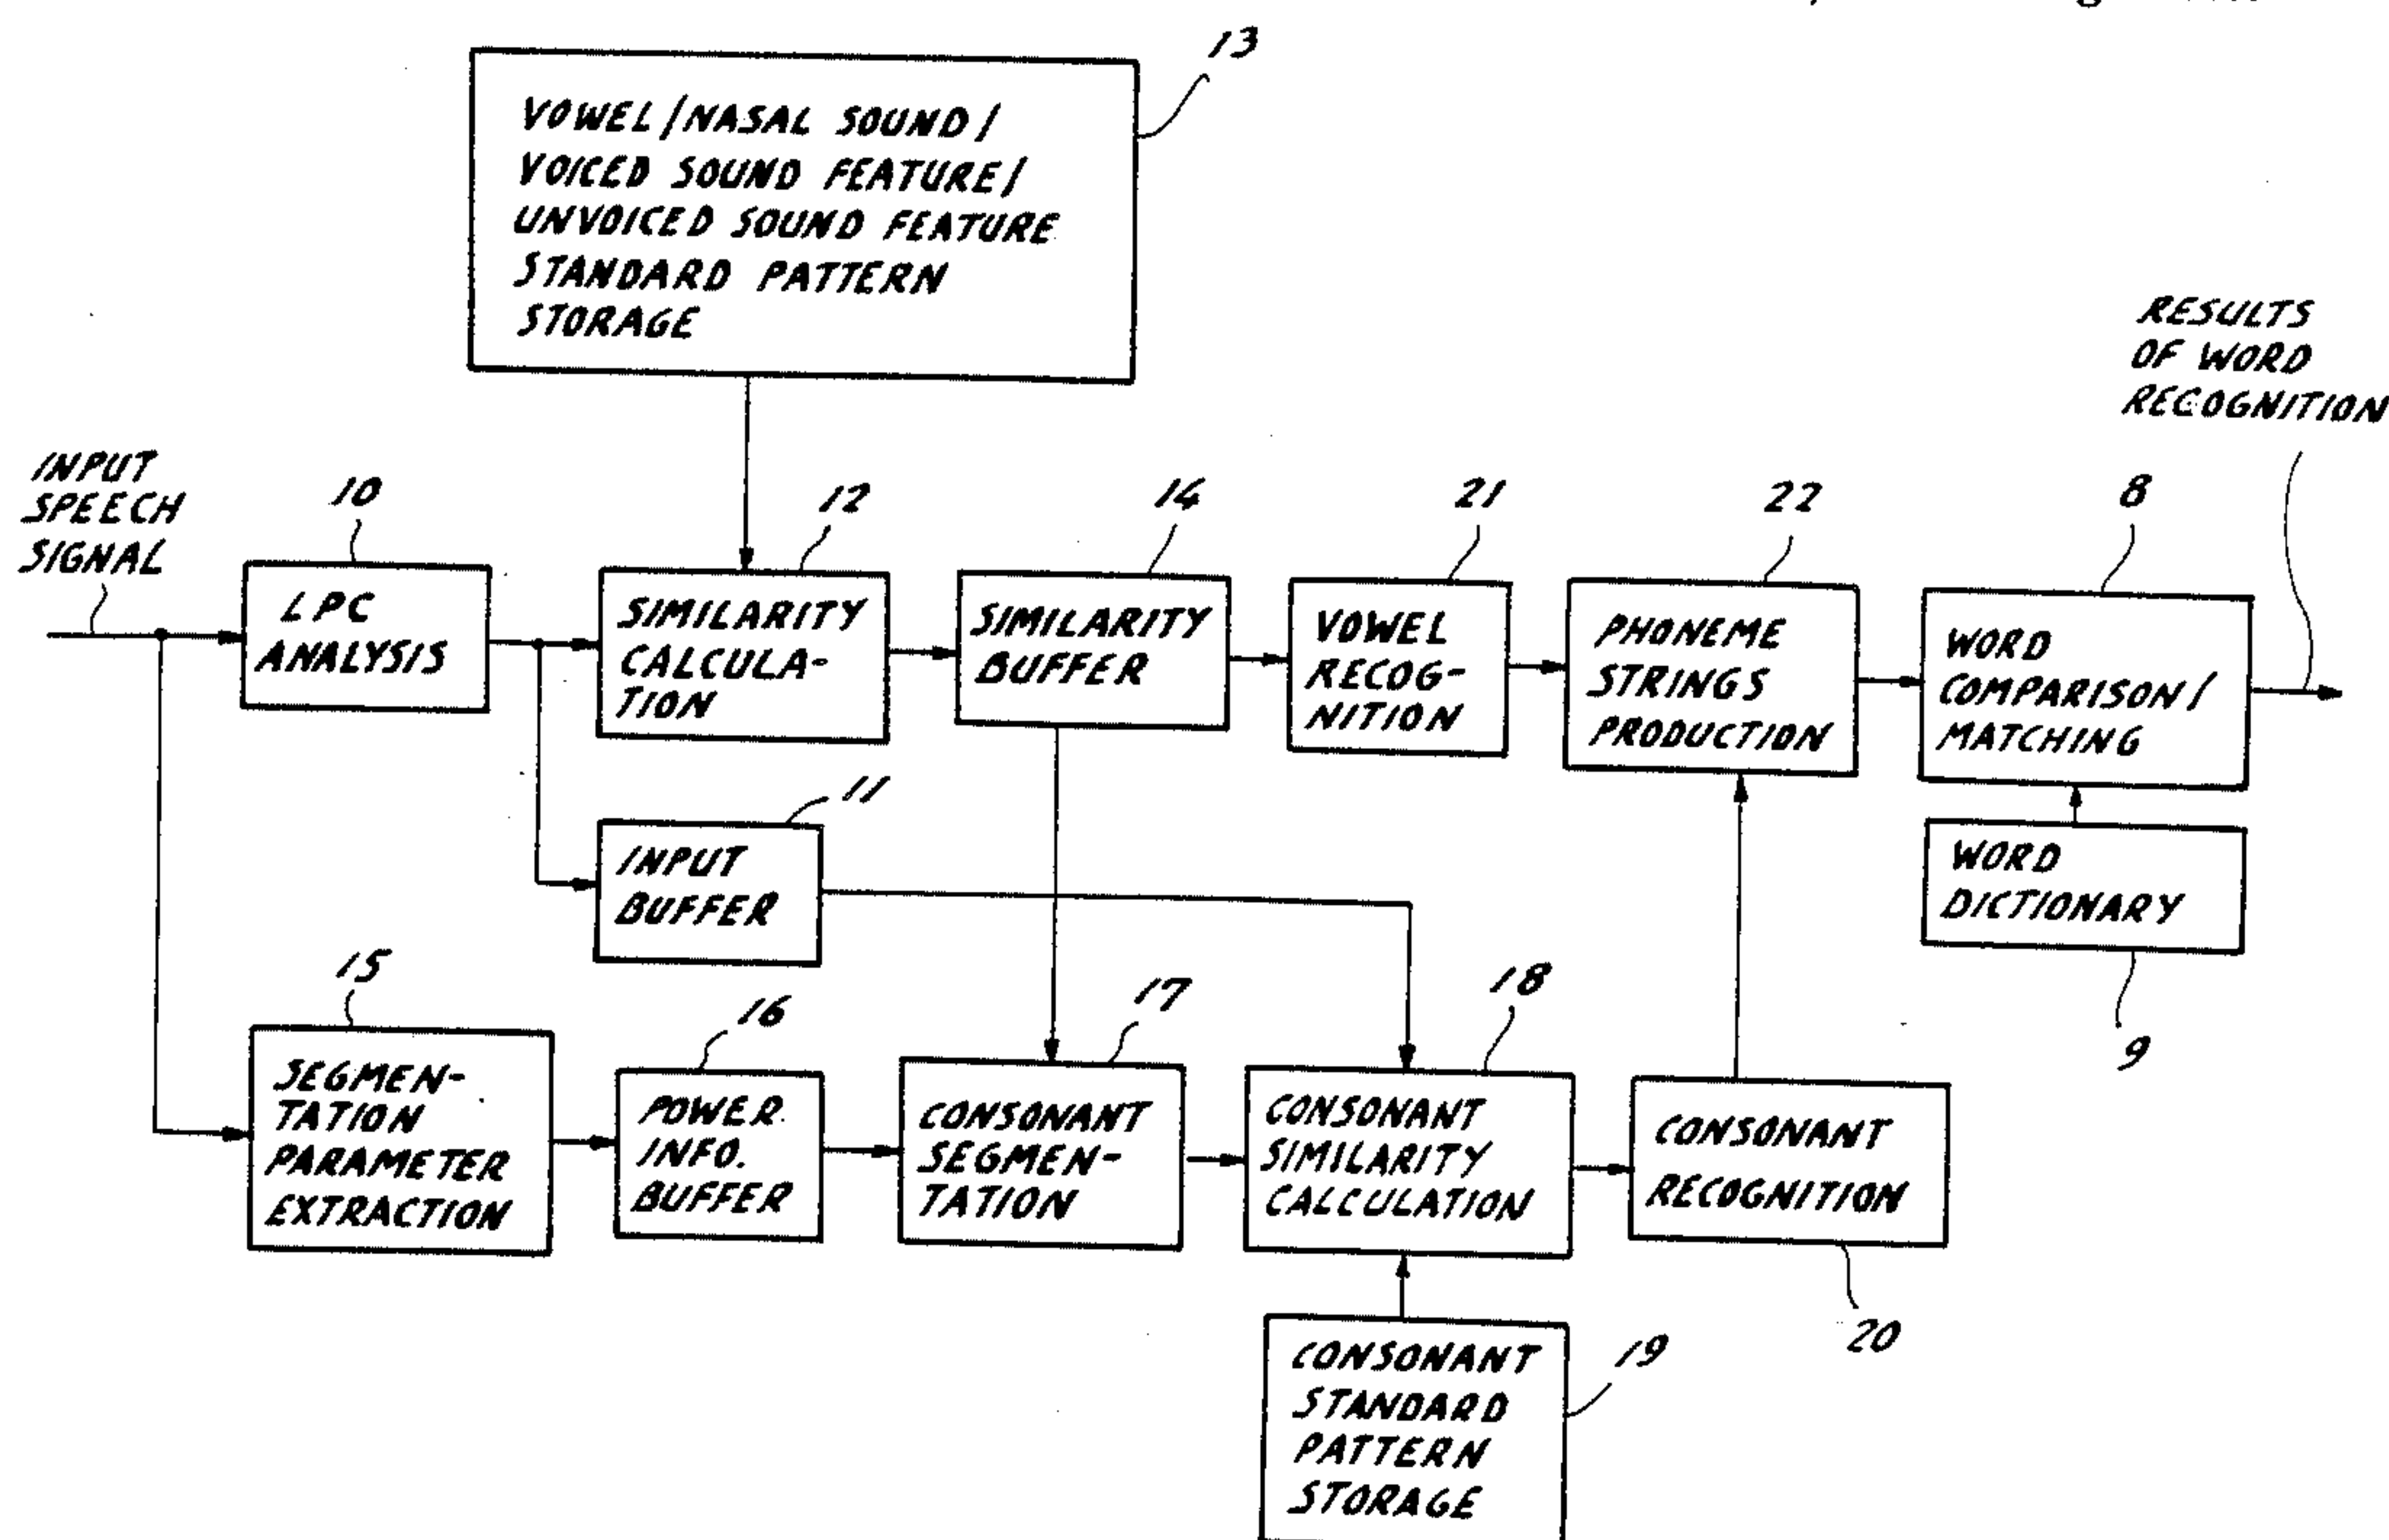 13
VOWEL/NASAL SOUND/
VOICED SOUND FEATURE/
UNVOICED SOUND FEATURE
STANDARD PATTERN
STORAGE
RESULTS
OF WORD
RECOGNITION
INPUT
SPEECH
SIGNAL
10
12
14
21
22
8
LPC
ANALYSIS
SIMILARITY
CALCULA-
TION
SIMILARITY
BUFFER
VOWEL
RECOG-
NITION
PHONEME
STRINGS
PRODUCTION
WORD
COMPARISON/
MATCHING
11
INPUT
BUFFER
WORD
DICTIONARY
9
15
16
17
18
SEGMEN-
TATION
PARAMETER
EXTRACTION
POWER
INFO.
BUFFER
CONSONANT
SEGMEN-
TATION
CONSONANT
SIMILARITY
CALCULATION
CONSONANT
RECOGNITION
20
19
CONSONANT
STANDARD
PATTERN
STORAGE